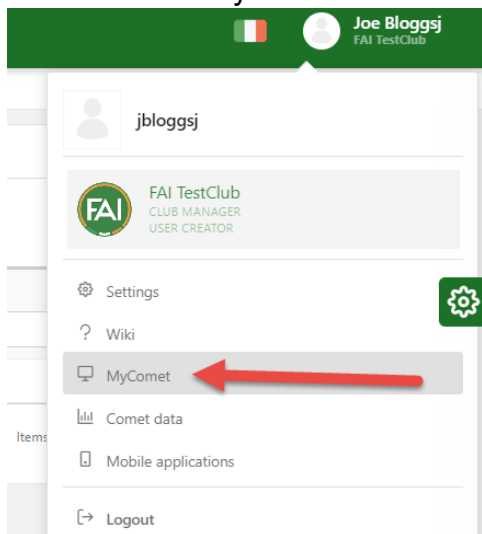 Joe Bloggsj
FAI TestClub
jbloggsj
FAI
FAI TestClub
CLUB MANAGER
USER CREATOR
Settings
? Wiki
MyComet
Comet data
Items
Mobile applications
Logout